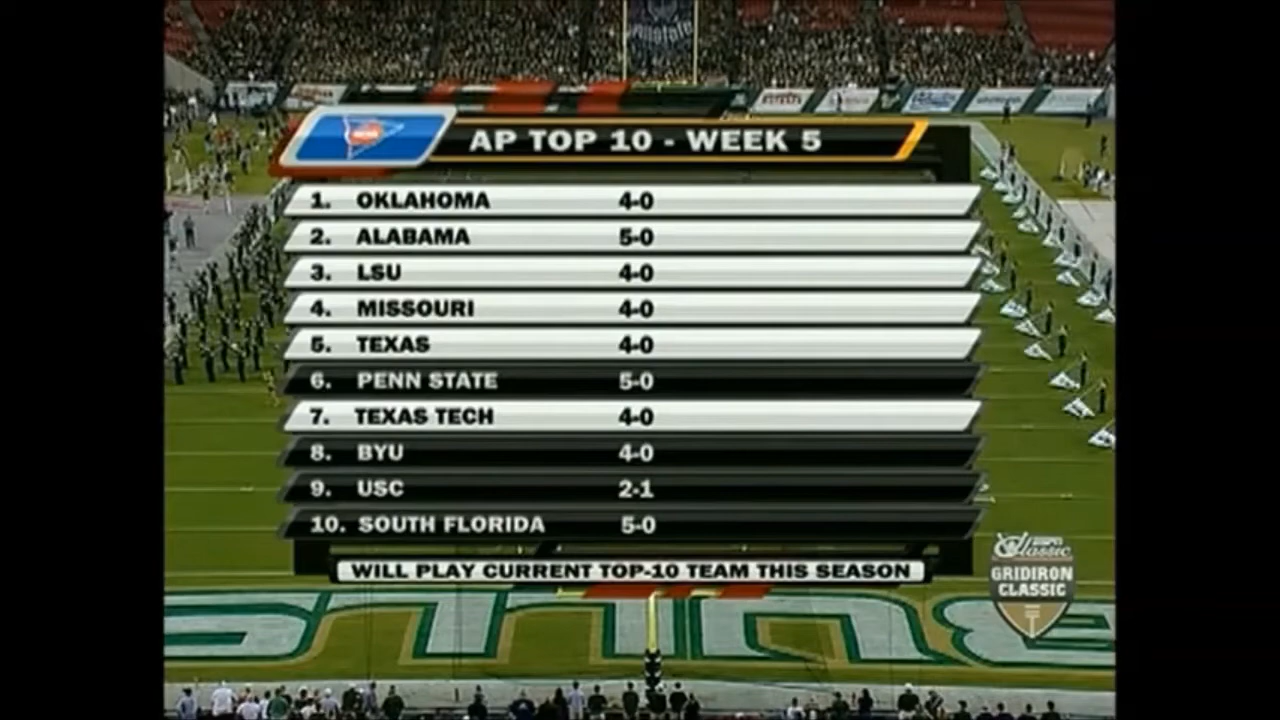 Allstate
AP TOP 10 - WEEK 5
1. OKLAHOMA 4-0
2. ALABAMA 5-0
3. LSU 4-0
4. MISSOURI 4-0
5. TEXAS 4-0
6. PENN STATE 5-0
7. TEXAS TECH 4-0
8. BYU 4-0
9. USC 2-1
10. SOUTH FLORIDA 5-0
WILL PLAY CURRENT TOP-10 TEAM THIS SEASON
ESPN
Classic
GRIDIRON
CLASSIC
BULLS